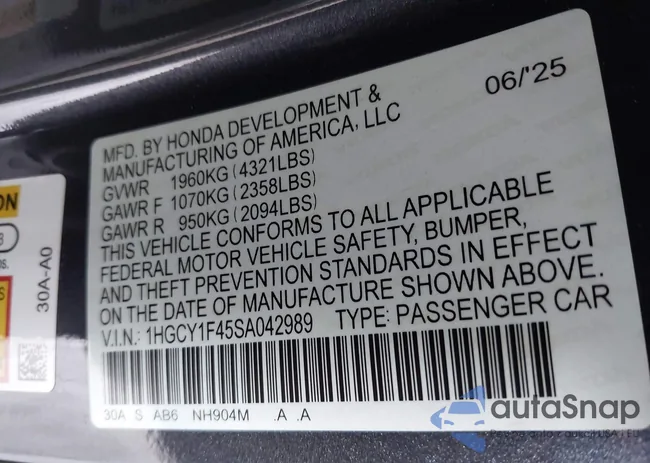 06/'25
MFD. BY HONDA DEVELOPMENT &
MANUFACTURING OF AMERICA, LLC
GVWR 1960KG (4321LBS)
GAWR F 1070KG (2358LBS)
GAWR R 950KG (2094LBS)
THIS VEHICLE CONFORMS TO ALL APPLICABLE
FEDERAL MOTOR VEHICLE SAFETY, BUMPER,
AND THEFT PREVENTION STANDARDS IN EFFECT
ON THE DATE OF MANUFACTURE SHOWN ABOVE.
V.I.N.: 1HGCY1F45SA042989 TYPE: PASSENGER CAR
30A S AB6 NH904M .A .A
30A-A0
autoSnap